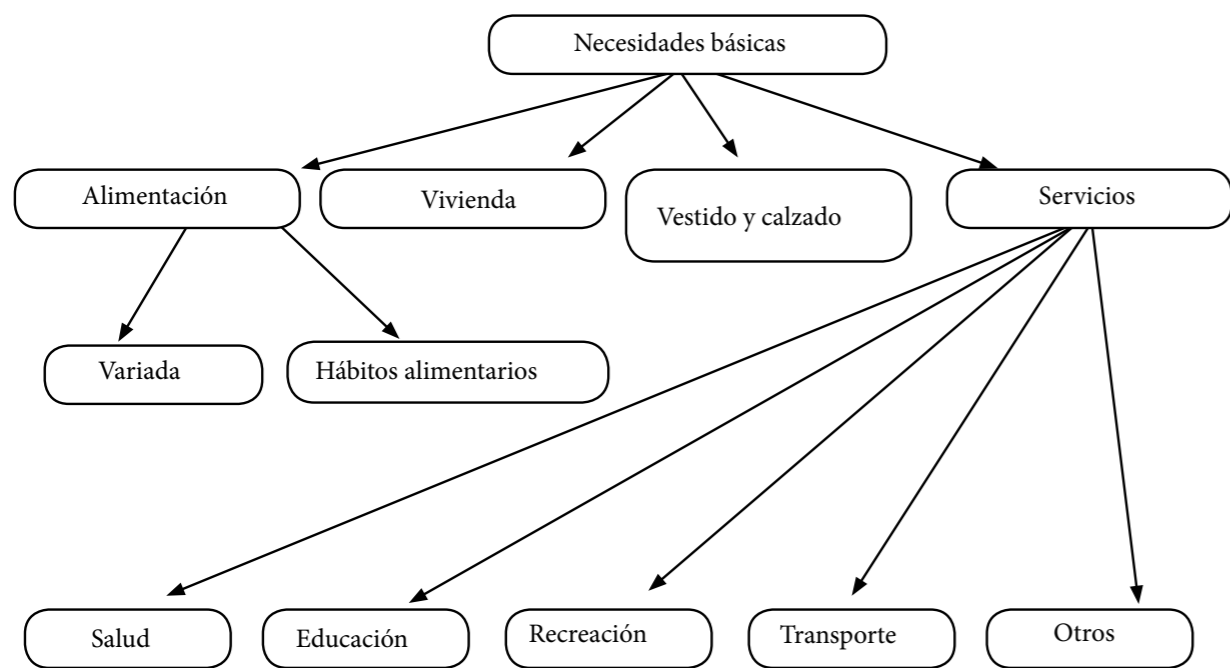 Necesidades básicas
Alimentación
Vivienda
Vestido y calzado
Servicios
Variada
Hábitos alimentarios
Salud
Educación
Recreación
Transporte
Otros